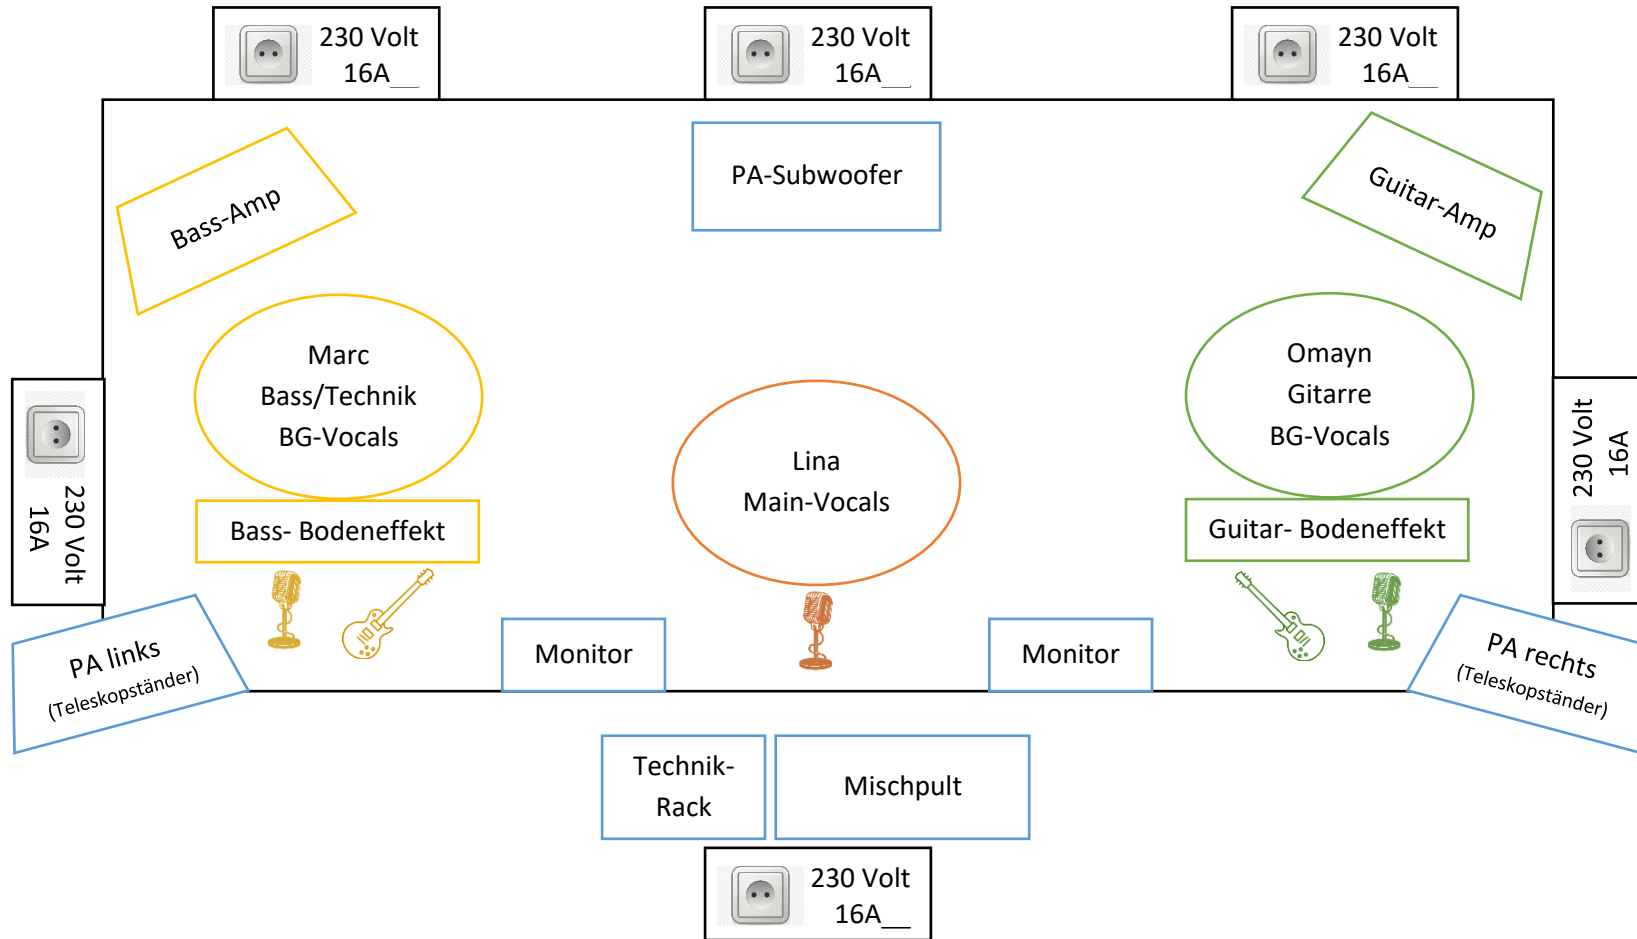 230 Volt
16A__
230 Volt
16A__
230 Volt
16A__
PA-Subwoofer
Bass-Amp
Guitar-Amp
Marc
Bass/Technik
BG-Vocals
Omayn
Gitarre
BG-Vocals
Lina
Main-Vocals
230 Volt
16A
230 Volt
16A
Bass- Bodeneffekt
Guitar- Bodeneffekt
PA links
(Teleskopständer)
Monitor
Monitor
PA rechts
(Teleskopständer)
Technik-
Rack
Mischpult
230 Volt
16A__